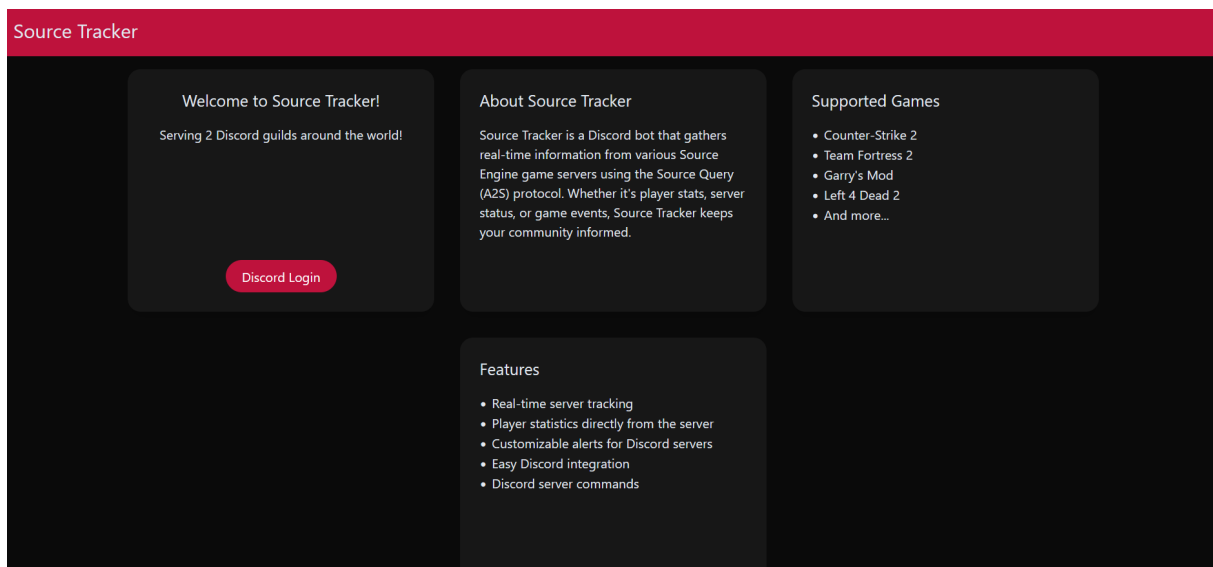 Source Tracker
Welcome to Source Tracker!
Serving 2 Discord guilds around the world!
Discord Login
About Source Tracker
Source Tracker is a Discord bot that gathers
real-time information from various Source
Engine game servers using the Source Query
(A2S) protocol. Whether it's player stats, server
status, or game events, Source Tracker keeps
your community informed.
Supported Games
• Counter-Strike 2
• Team Fortress 2
• Garry's Mod
• Left 4 Dead 2
• And more...
Features
• Real-time server tracking
• Player statistics directly from the server
• Customizable alerts for Discord servers
• Easy Discord integration
• Discord server commands